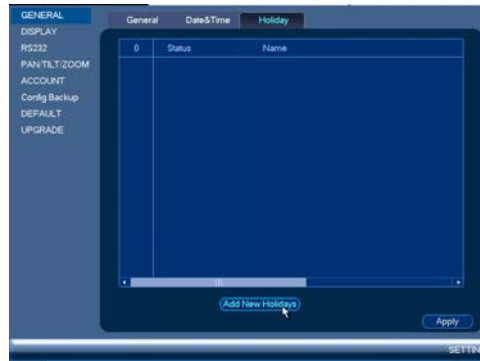 GENERAL
DISPLAY
RS232
PAN/TILT/ZOOM
ACCOUNT
Config Backup
DEFAULT
UPGRADE
General Date&Time Holiday
0 Status Name
Add New Holidays
Apply
SETTIN